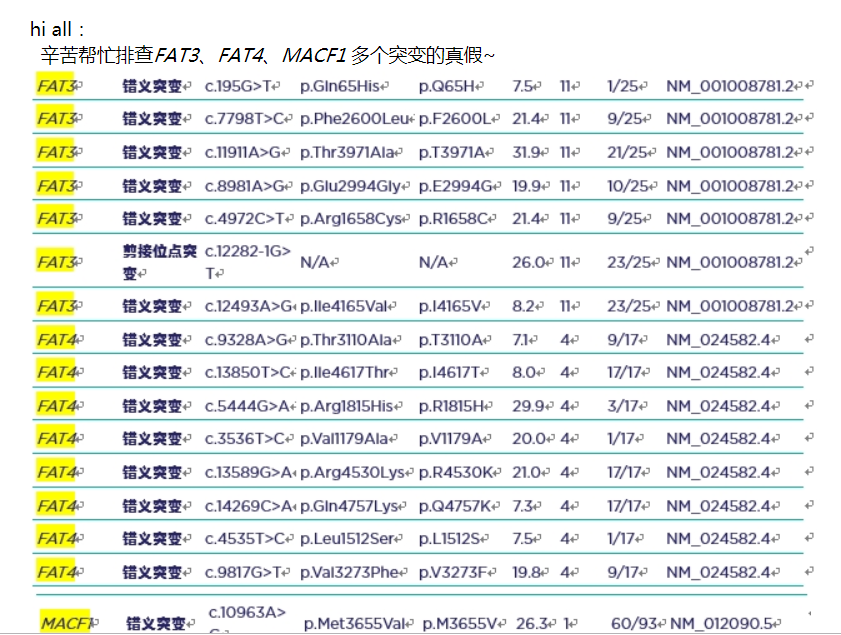 hi all：
辛苦帮忙排查FAT3、FAT4、MACF1 多个突变的真假~
FAT3 错义突变 c.195G>T p.Gln65His p.Q65H 7.5 11 1/25 NM_001008781.2
FAT3 错义突变 c.7798T>C p.Phe2600Leu p.F2600L 21.4 11 9/25 NM_001008781.2
FAT3 错义突变 c.11911A>G p.Thr3971Ala p.T3971A 31.9 11 21/25 NM_001008781.2
FAT3 错义突变 c.8981A>G p.Glu2994Gly p.E2994G 19.9 11 10/25 NM_001008781.2
FAT3 错义突变 c.4972C>T p.Arg1658Cys p.R1658C 21.4 11 9/25 NM_001008781.2
FAT3 剪接位点突变 c.12282-1G>T N/A N/A 26.0 11 23/25 NM_001008781.2
FAT3 错义突变 c.12493A>G p.Ile4165Val p.I4165V 8.2 11 23/25 NM_001008781.2
FAT4 错义突变 c.9328A>G p.Thr3110Ala p.T3110A 7.1 4 9/17 NM_024582.4
FAT4 错义突变 c.13850T>C p.Ile4617Thr p.I4617T 8.0 4 17/17 NM_024582.4
FAT4 错义突变 c.5444G>A p.Arg1815His p.R1815H 29.9 4 3/17 NM_024582.4
FAT4 错义突变 c.3536T>C p.Val1179Ala p.V1179A 20.0 4 1/17 NM_024582.4
FAT4 错义突变 c.13589G>A p.Arg4530Lys p.R4530K 21.0 4 17/17 NM_024582.4
FAT4 错义突变 c.14269C>A p.Gln4757Lys p.Q4757K 7.3 4 17/17 NM_024582.4
FAT4 错义突变 c.4535T>C p.Leu1512Ser p.L1512S 7.5 4 1/17 NM_024582.4
FAT4 错义突变 c.9817G>T p.Val3273Phe p.V3273F 19.8 4 9/17 NM_024582.4
MACF1 错义突变 c.10963A> p.Met3655Val p.M3655V 26.3 1 60/93 NM_012090.5